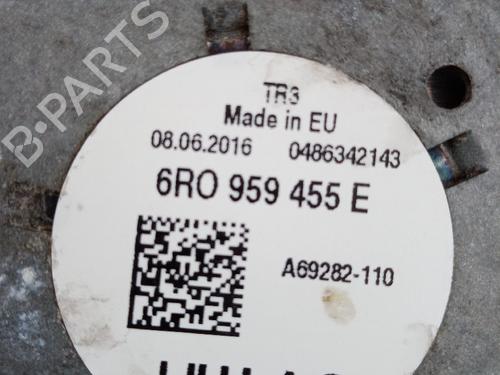 B-PARTS
TR3
Made in EU
08.06.2016 0486342143
6R0 959 455 E
A69282-110